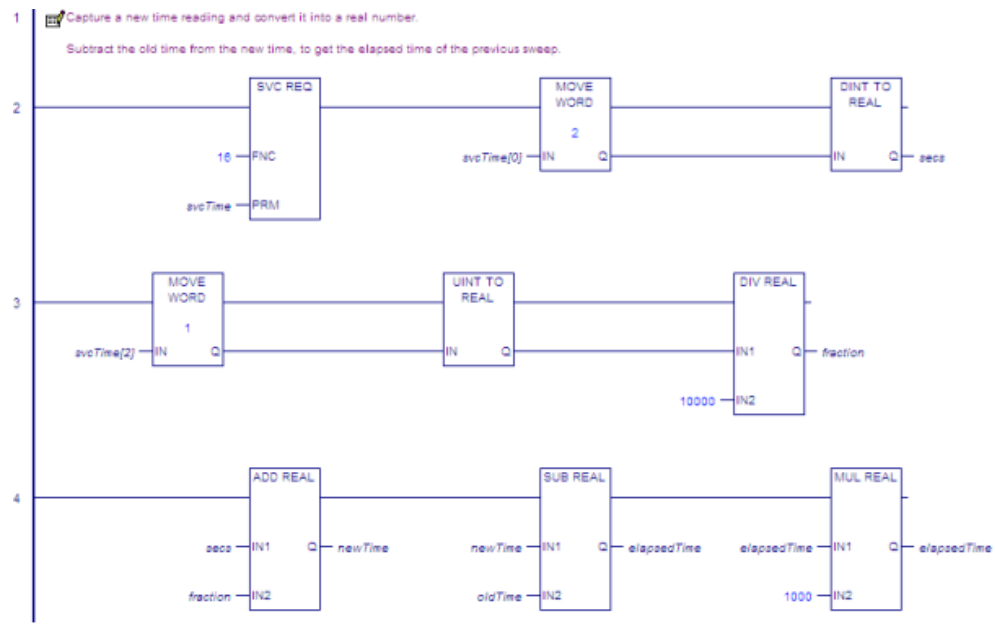 1
Capture a new time reading and convert it into a real number.
Subtract the old time from the new time, to get the elapsed time of the previous sweep.
2
SVC REQ
16 FNC
svcTime PRM
MOVE
WORD
2
svcTime[0] IN Q
DINT TO
REAL
IN Q secs
3
MOVE
WORD
1
svcTime[2] IN Q
UINT TO
REAL
IN Q
DIV REAL
IN1 Q fraction
10000 IN2
4
ADD REAL
secs IN1 Q newTime
fraction IN2
SUB REAL
newTime IN1 Q elapsedTime
oldTime IN2
MUL REAL
elapsedTime IN1 Q elapsedTime
1000 IN2